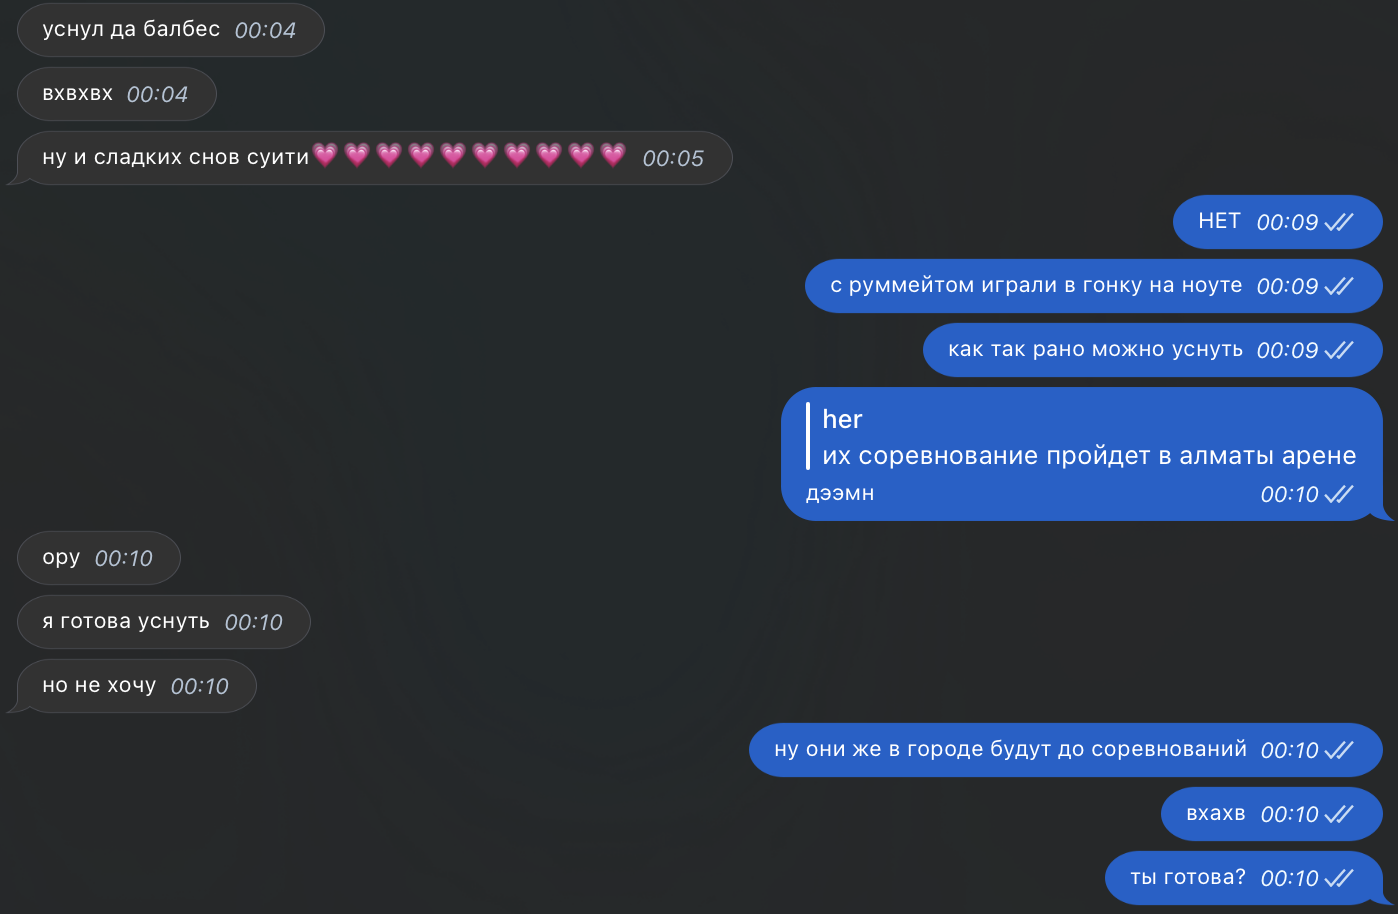 уснул да балбес 00:04
вхвхвх 00:04
ну и сладких снов суити💗💗💗💗💗💗💗💗💗💗 00:05
НЕТ 00:09
с руммейтом играли в гонку на ноуте 00:09
как так рано можно уснуть 00:09
her
их соревнование пройдет в алматы арене
дээмн 00:10
ору 00:10
я готова уснуть 00:10
но не хочу 00:10
ну они же в городе будут до соревнований 00:10
вхахв 00:10
ты готова? 00:10